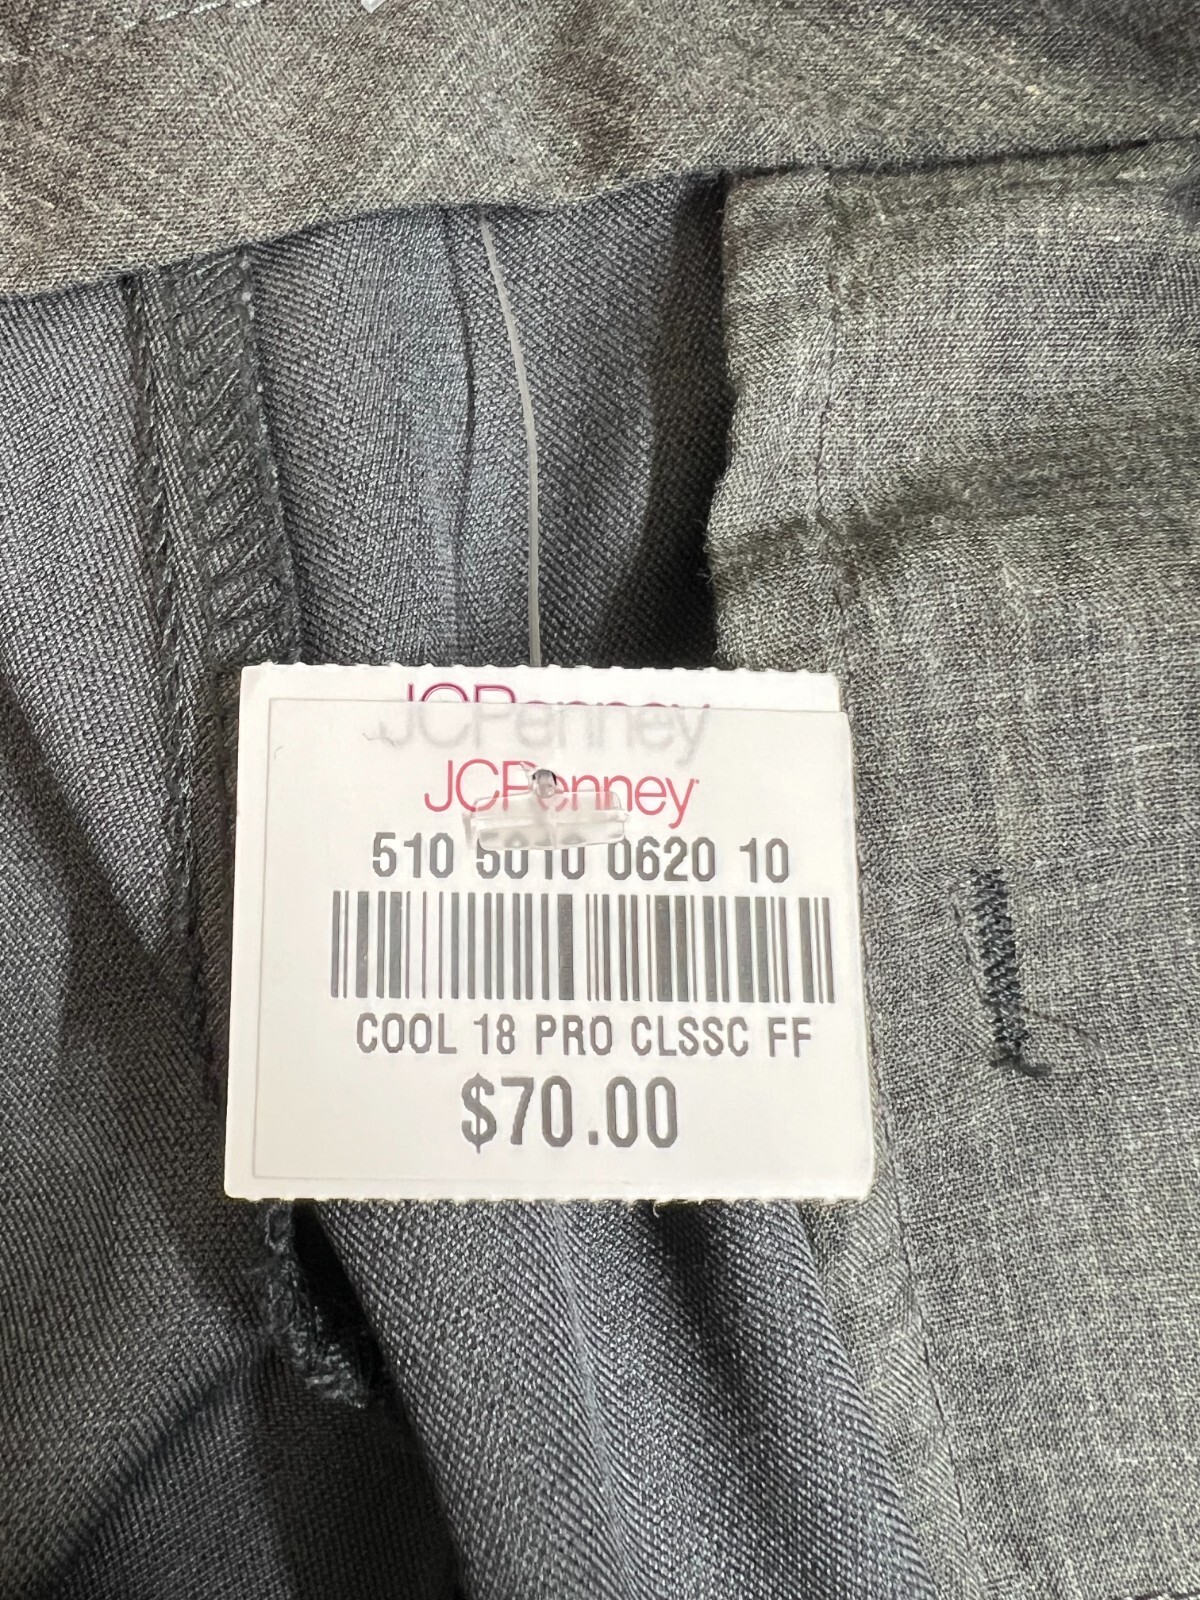 JCPenney
JCPenney
510 5010 0620 10
COOL 18 PRO CLSSC FF
$70.00